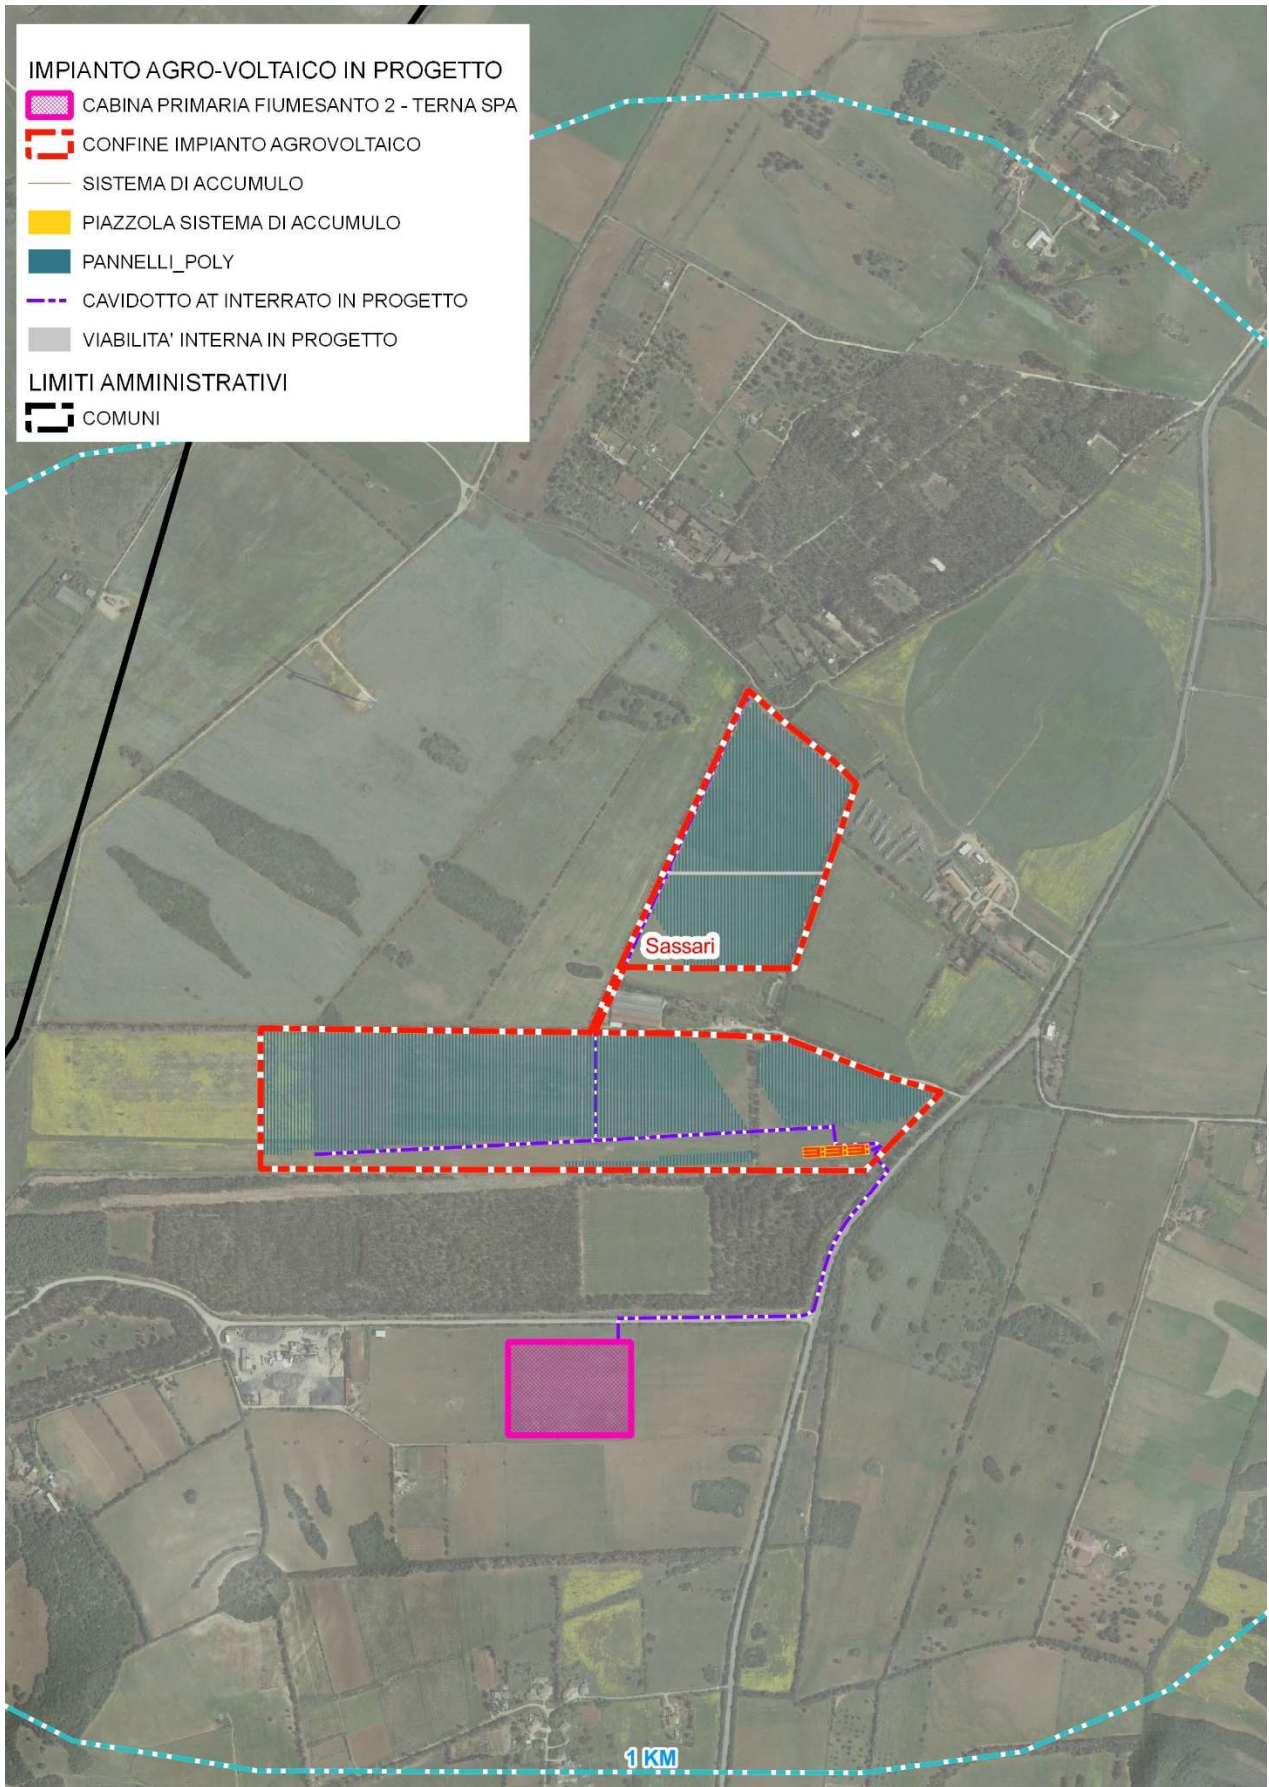 IMPIANTO AGRO-VOLTAICO IN PROGETTO
CABINA PRIMARIA FIUMESANTO 2 - TERNA SPA
CONFINE IMPIANTO AGROVOLTAICO
SISTEMA DI ACCUMULO
PIAZZOLA SISTEMA DI ACCUMULO
PANNELLI_POLY
CAVIDOTTO AT INTERRATO IN PROGETTO
VIABILITA' INTERNA IN PROGETTO
LIMITI AMMINISTRATIVI
COMUNI
Sassari
1 KM